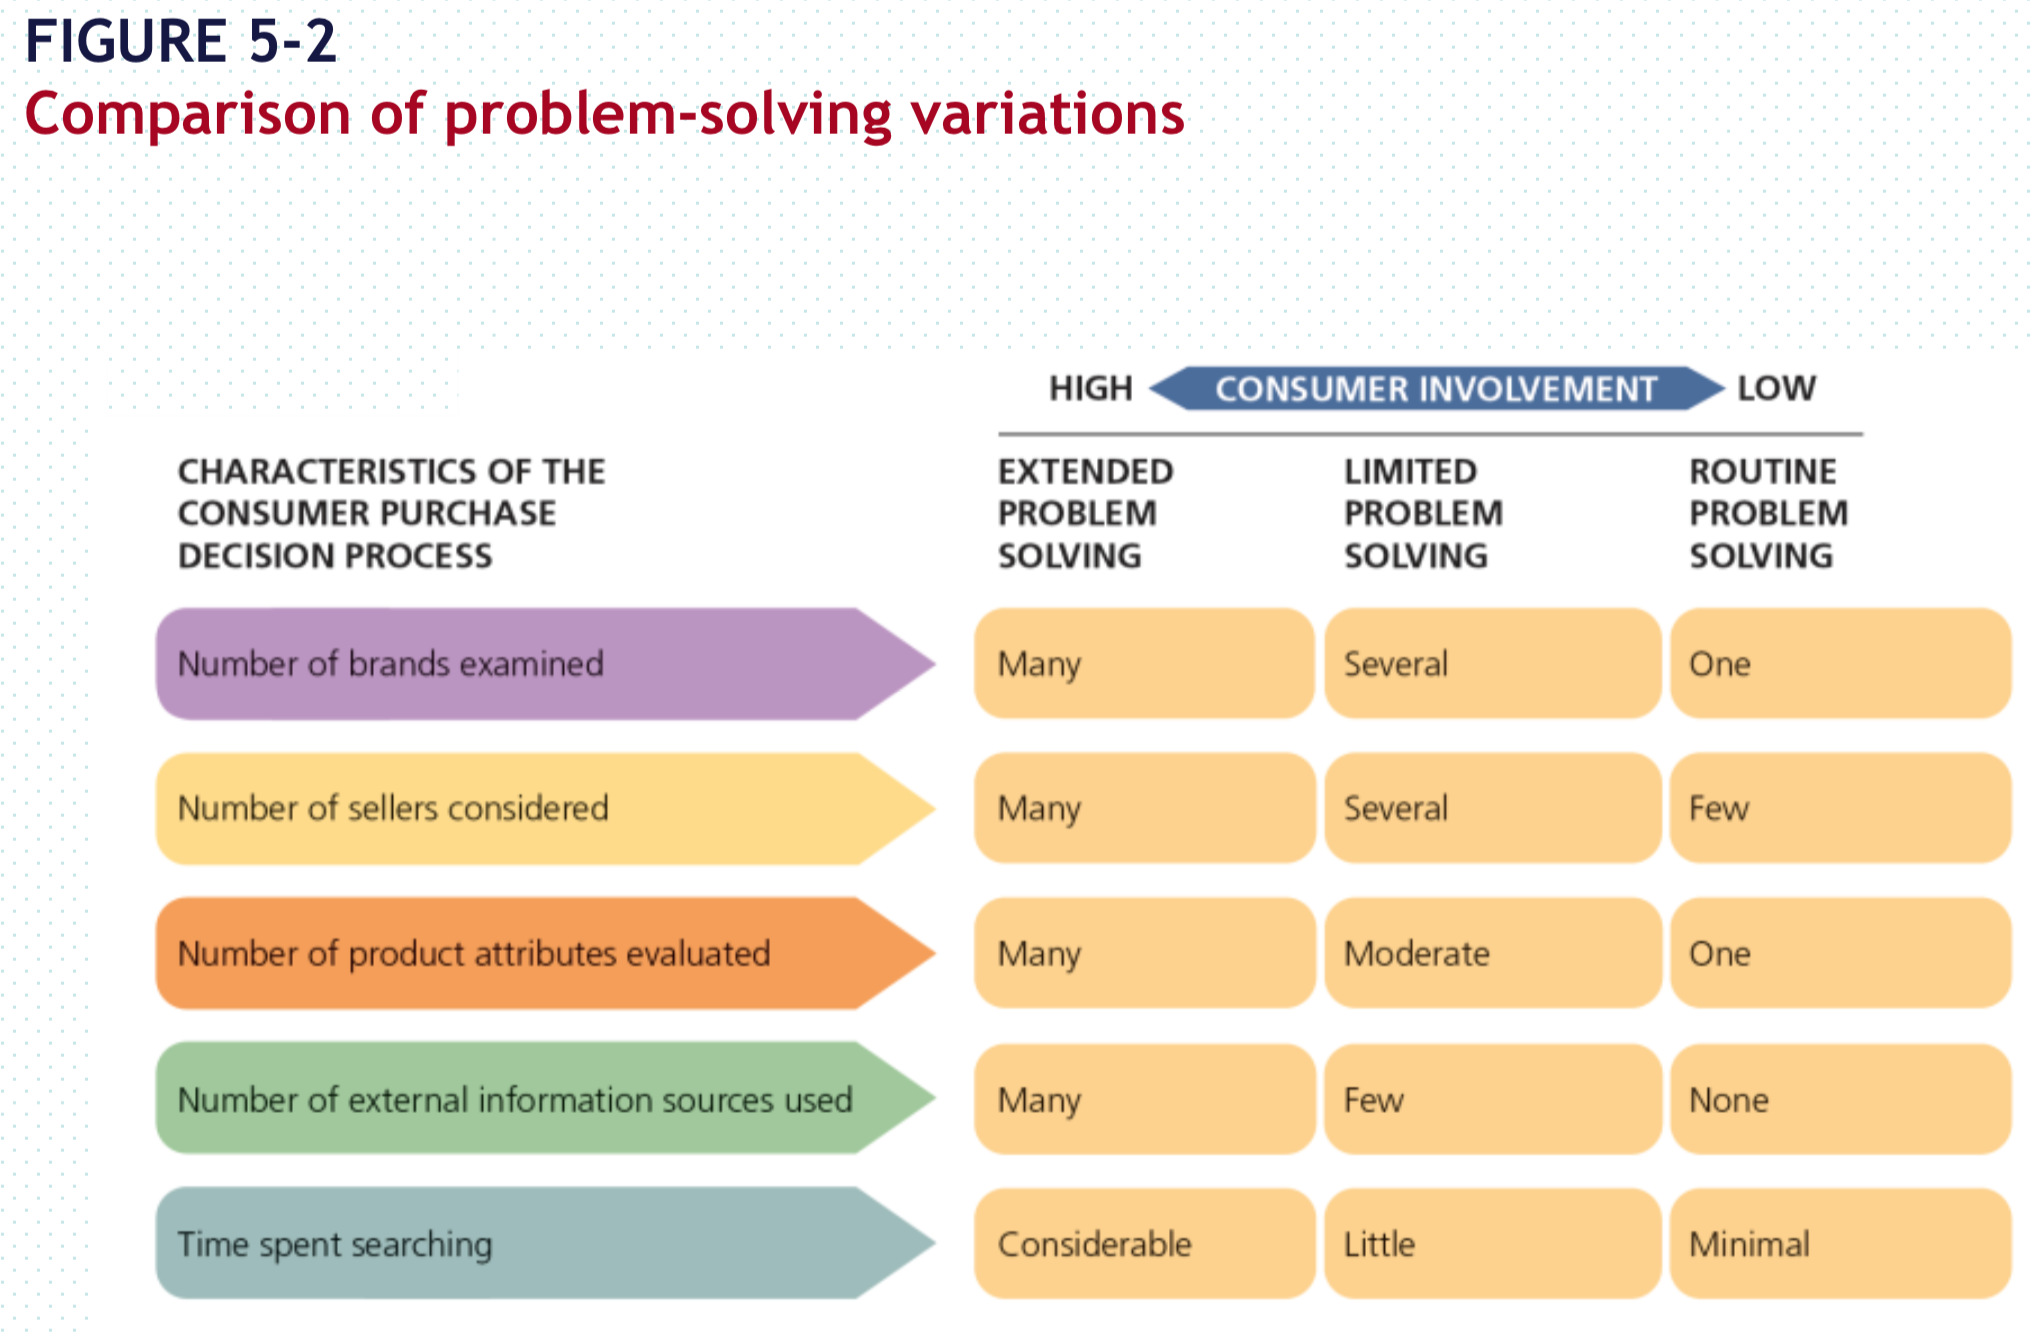 FIGURE 5-2
Comparison of problem-solving variations
HIGH CONSUMER INVOLVEMENT LOW
CHARACTERISTICS OF THE
CONSUMER PURCHASE
DECISION PROCESS
EXTENDED
PROBLEM
SOLVING
LIMITED
PROBLEM
SOLVING
ROUTINE
PROBLEM
SOLVING
Number of brands examined Many Several One
Number of sellers considered Many Several Few
Number of product attributes evaluated Many Moderate One
Number of external information sources used Many Few None
Time spent searching Considerable Little Minimal